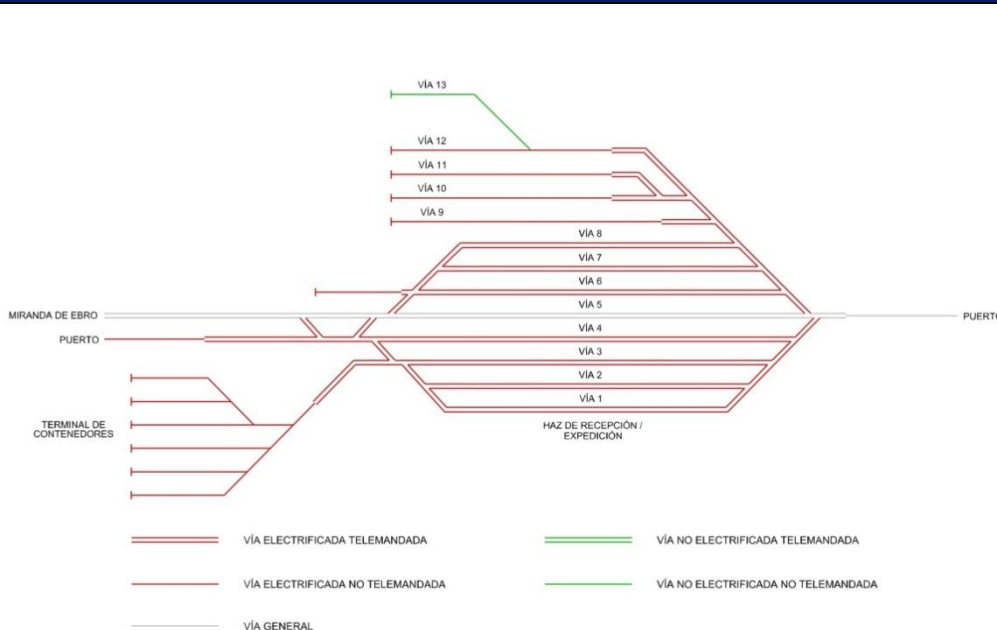 VÍA 13
VÍA 12
VÍA 11
VÍA 10
VÍA 9
VÍA 8
VÍA 7
VÍA 6
VÍA 5
MIRANDA DE EBRO
PUERTO
VÍA 4
PUERTO
VÍA 3
VÍA 2
VÍA 1
TERMINAL DE
CONTENEDORES
HAZ DE RECEPCIÓN /
EXPEDICIÓN
VÍA ELECTRIFICADA TELEMANDADA
VÍA NO ELECTRIFICADA TELEMANDADA
VÍA ELECTRIFICADA NO TELEMANDADA
VÍA NO ELECTRIFICADA NO TELEMANDADA
VÍA GENERAL